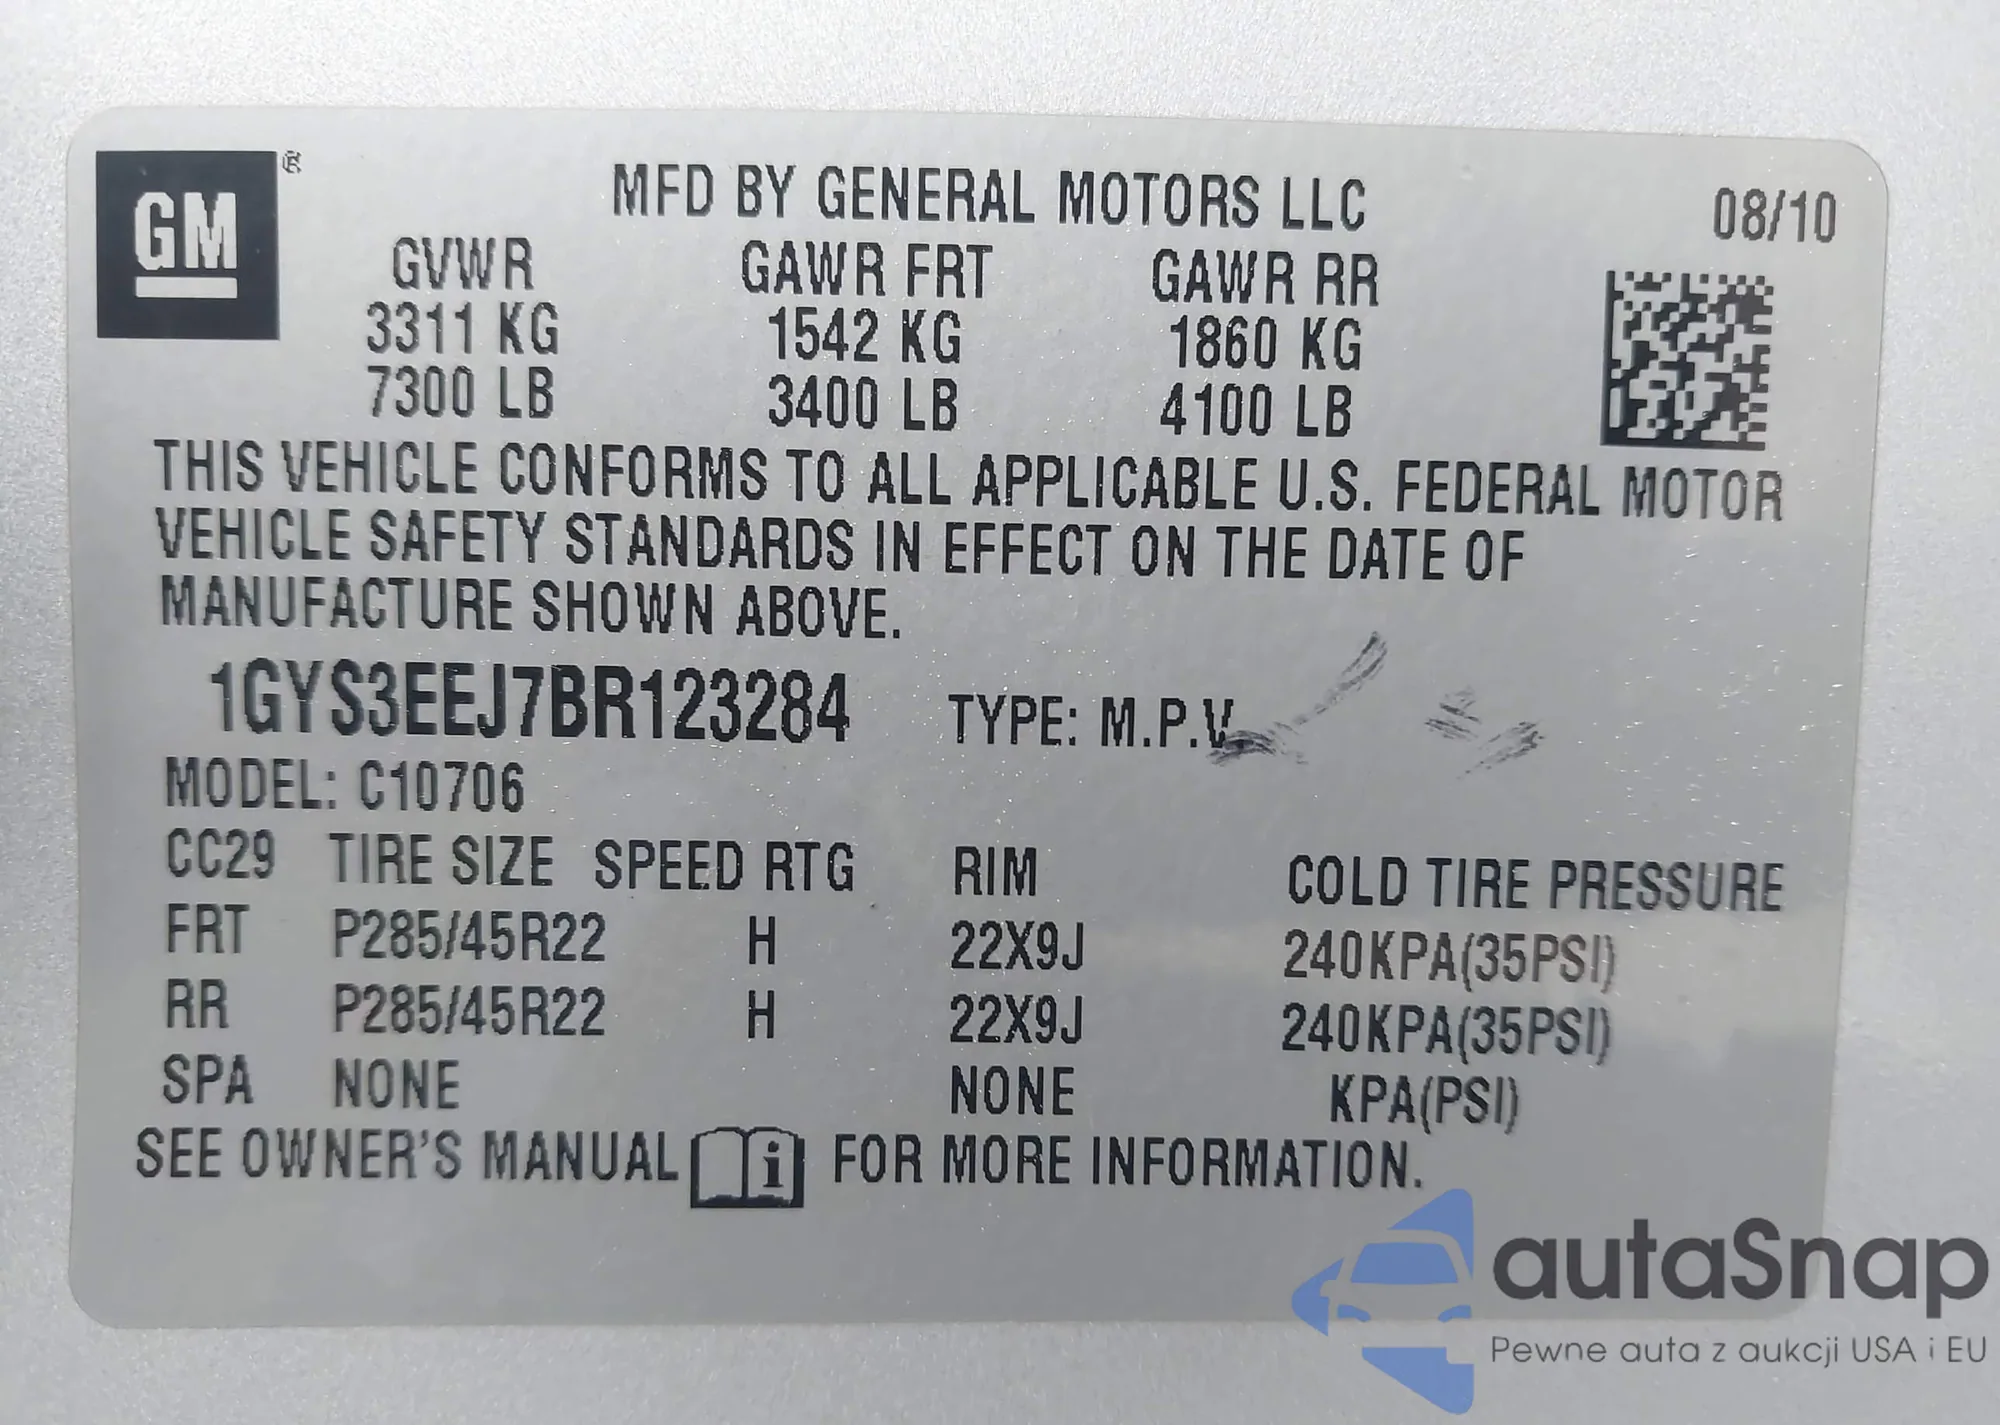 GM ®
MFD BY GENERAL MOTORS LLC 08/10
GVWR GAWR FRT GAWR RR
3311 KG 1542 KG 1860 KG
7300 LB 3400 LB 4100 LB
THIS VEHICLE CONFORMS TO ALL APPLICABLE U.S. FEDERAL MOTOR
VEHICLE SAFETY STANDARDS IN EFFECT ON THE DATE OF
MANUFACTURE SHOWN ABOVE.
1GYS3EEJ7BR123284 TYPE: M.P.V.
MODEL: C10706
CC29 TIRE SIZE SPEED RTG RIM COLD TIRE PRESSURE
FRT P285/45R22 H 22X9J 240KPA(35PSI)
RR P285/45R22 H 22X9J 240KPA(35PSI)
SPA NONE NONE KPA(PSI)
SEE OWNER'S MANUAL i FOR MORE INFORMATION.
autaSnap
Pewne auta z aukcji USA i EU